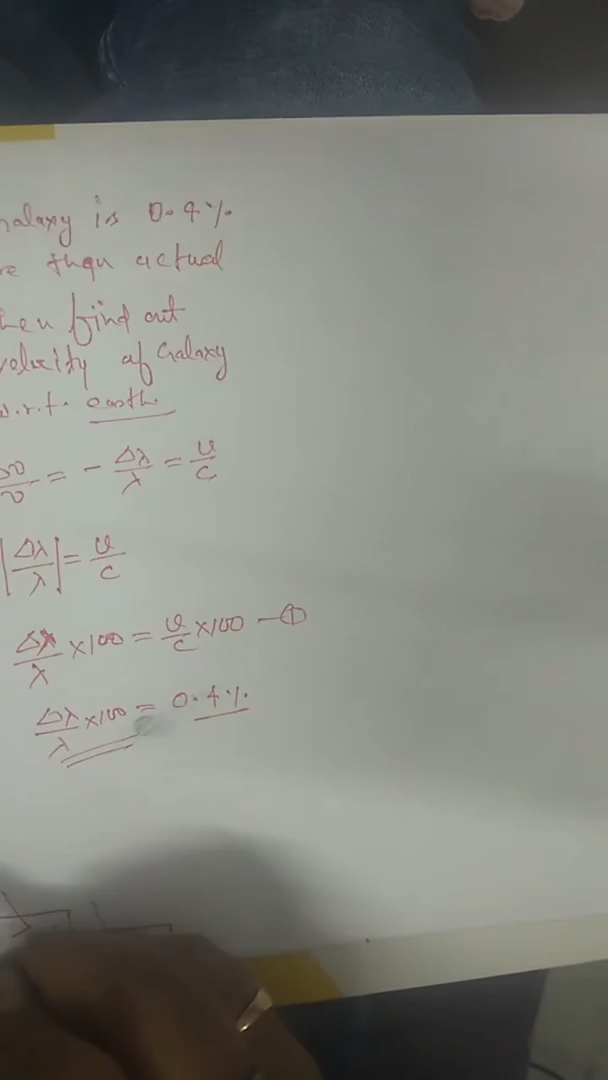 alaxy is 0.4%
re than actual
hen find out
velocity of Galaxy
w.r.t. earth
Δν/ν = - Δλ/λ = v/c
|Δλ/λ| = v/c
Δλ/λ × 100 = v/c × 100 — ①
Δλ/λ × 100 = 0.4%